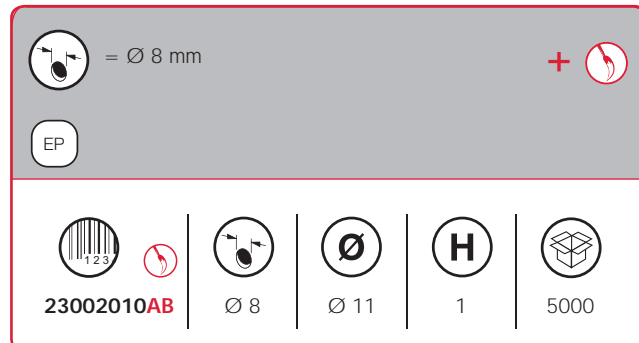 = Ø 8 mm
+
EP
123
Ø
H
23002010AB
Ø 8
Ø 11
1
5000